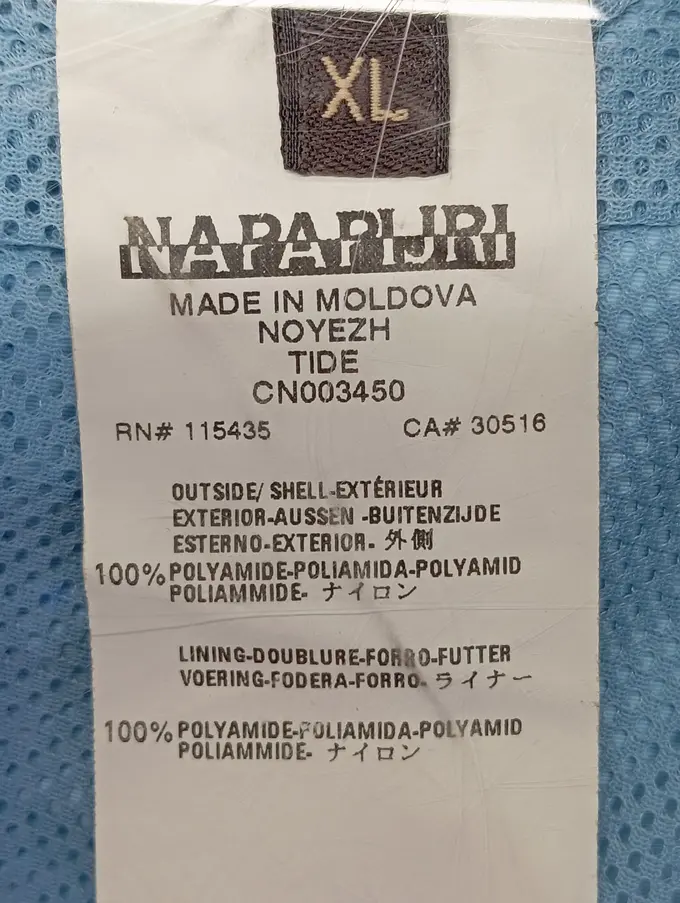 XL
NAPAPIJRI
MADE IN MOLDOVA
NOYEZH
TIDE
CN003450
RN# 115435 CA# 30516
OUTSIDE/ SHELL-EXTÉRIEUR
EXTERIOR-AUSSEN -BUITENZIJDE
ESTERNO-EXTERIOR- 外側
100% POLYAMIDE-POLIAMIDA-POLYAMID
POLIAMMIDE- ナイロン
LINING-DOUBLURE-FORRO-FUTTER
VOERING-FODERA-FORRO- ライナー
100% POLYAMIDE-POLIAMIDA-POLYAMID
POLIAMMIDE- ナイロン